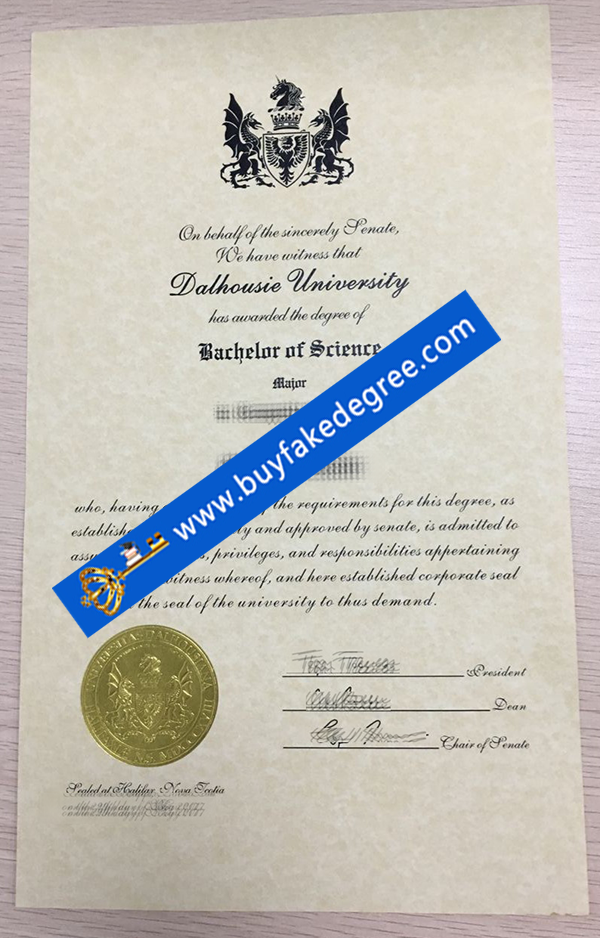 On behalf of the sincerely Senate,
We have witness that
Dalhousie University
has awarded the degree of
Bachelor of Science
Major
www.buyfakedegree.com
who, having the requirements for this degree, as
establish and approved by senate, is admitted to
privileges, and responsibilities appertaining
witness whereof, and here established corporate seal
the seal of the university to thus demand.
President
Dean
Chair of Senate
Sealed at Halifax, Nova Scotia